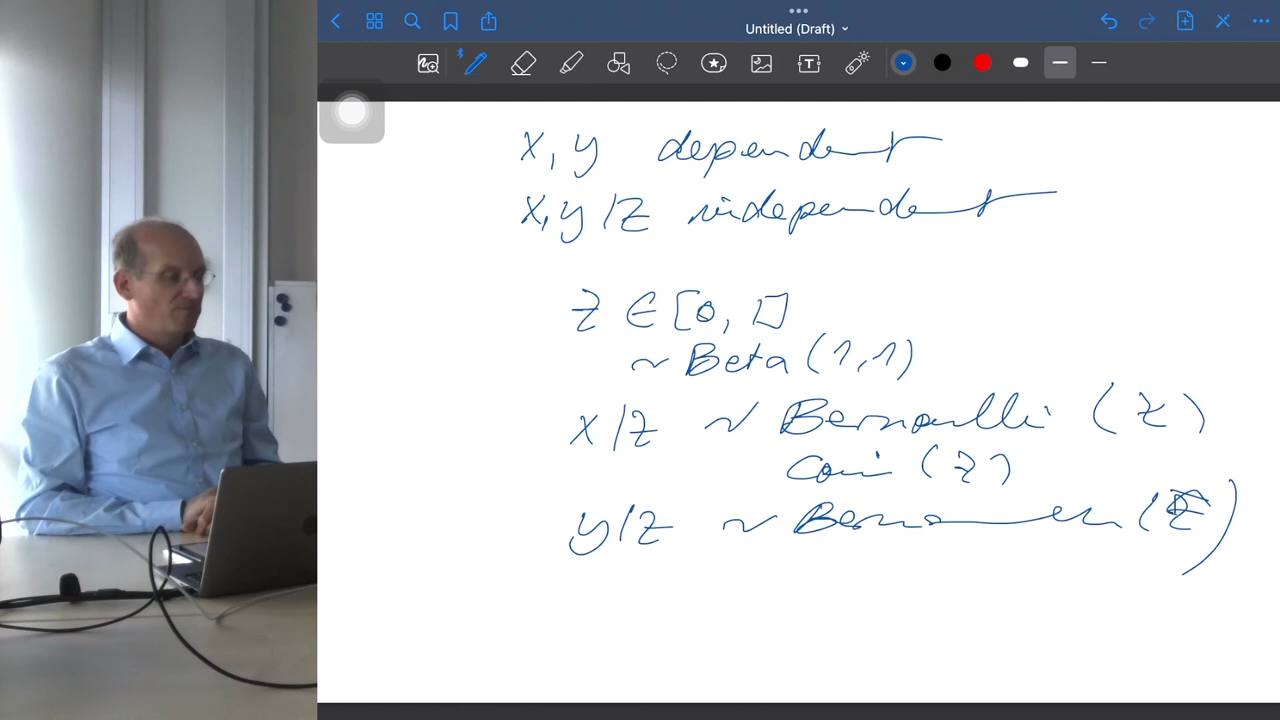 Untitled (Draft)
x, y dependent
x, y / z independent
z ∈ [0, 1]
~ Beta (1, 1)
x / z ~ Bernoulli (z)
Coin (z)
y / z ~ Bernoulli (z)